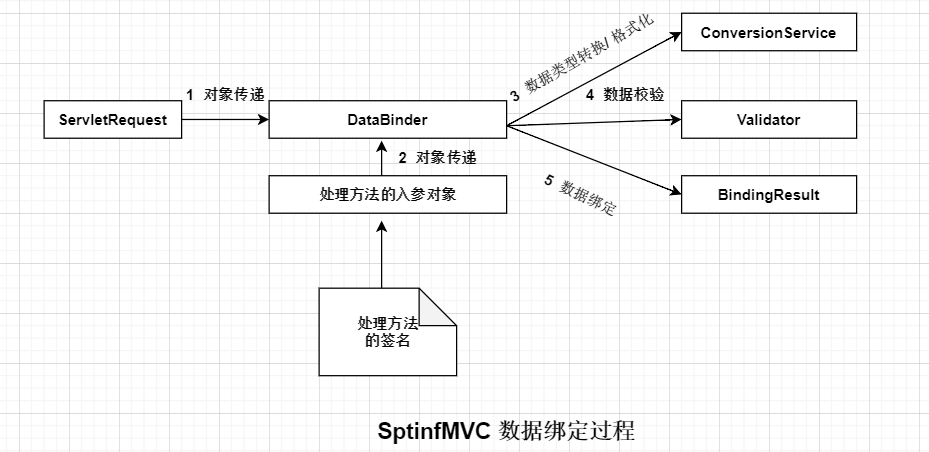 ConversionService
3 数据类型转换/ 格式化
1 对象传递
4 数据校验
ServletRequest
DataBinder
Validator
2 对象传递
处理方法的入参对象
5 数据绑定
BindingResult
处理方法
的签名
SptinfMVC 数据绑定过程